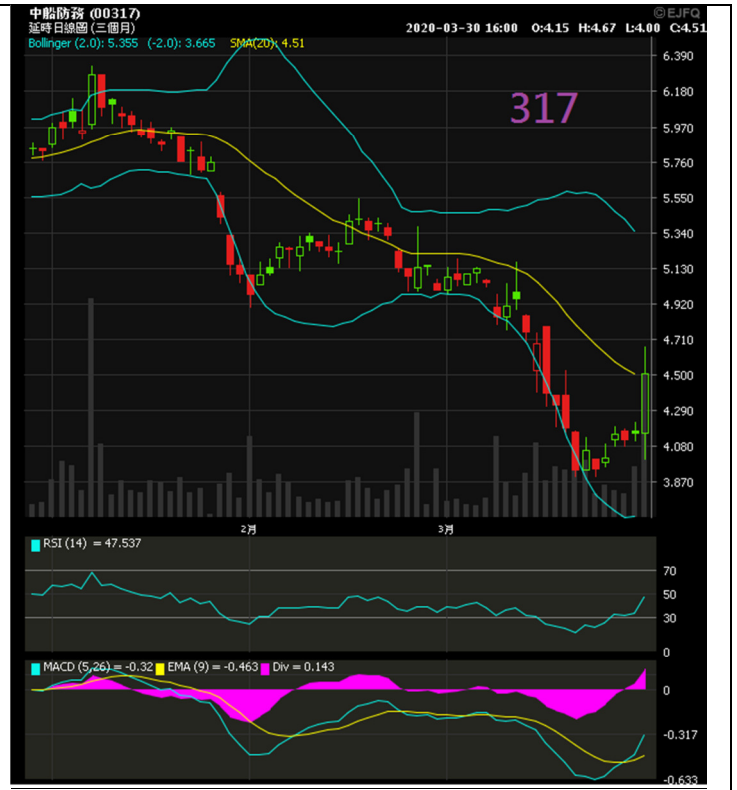 中船防務 (00317)
©EJFQ
延時日線圖 (三個月)
2020-03-30 16:00 O:4.15 H:4.67 L:4.00 C:4.51
Bollinger (2.0): 5.355 (-2.0): 3.665 SMA(20): 4.51
6.390
317
6.180
5.970
5.760
5.550
5.340
5.130
4.920
4.710
4.500
4.290
4.080
3.870
2月 3月
RSI (14) = 47.537
70
50
30
0
MACD (5,26) = -0.32 EMA (9) = -0.463 Div = 0.143
0
-0.317
-0.633